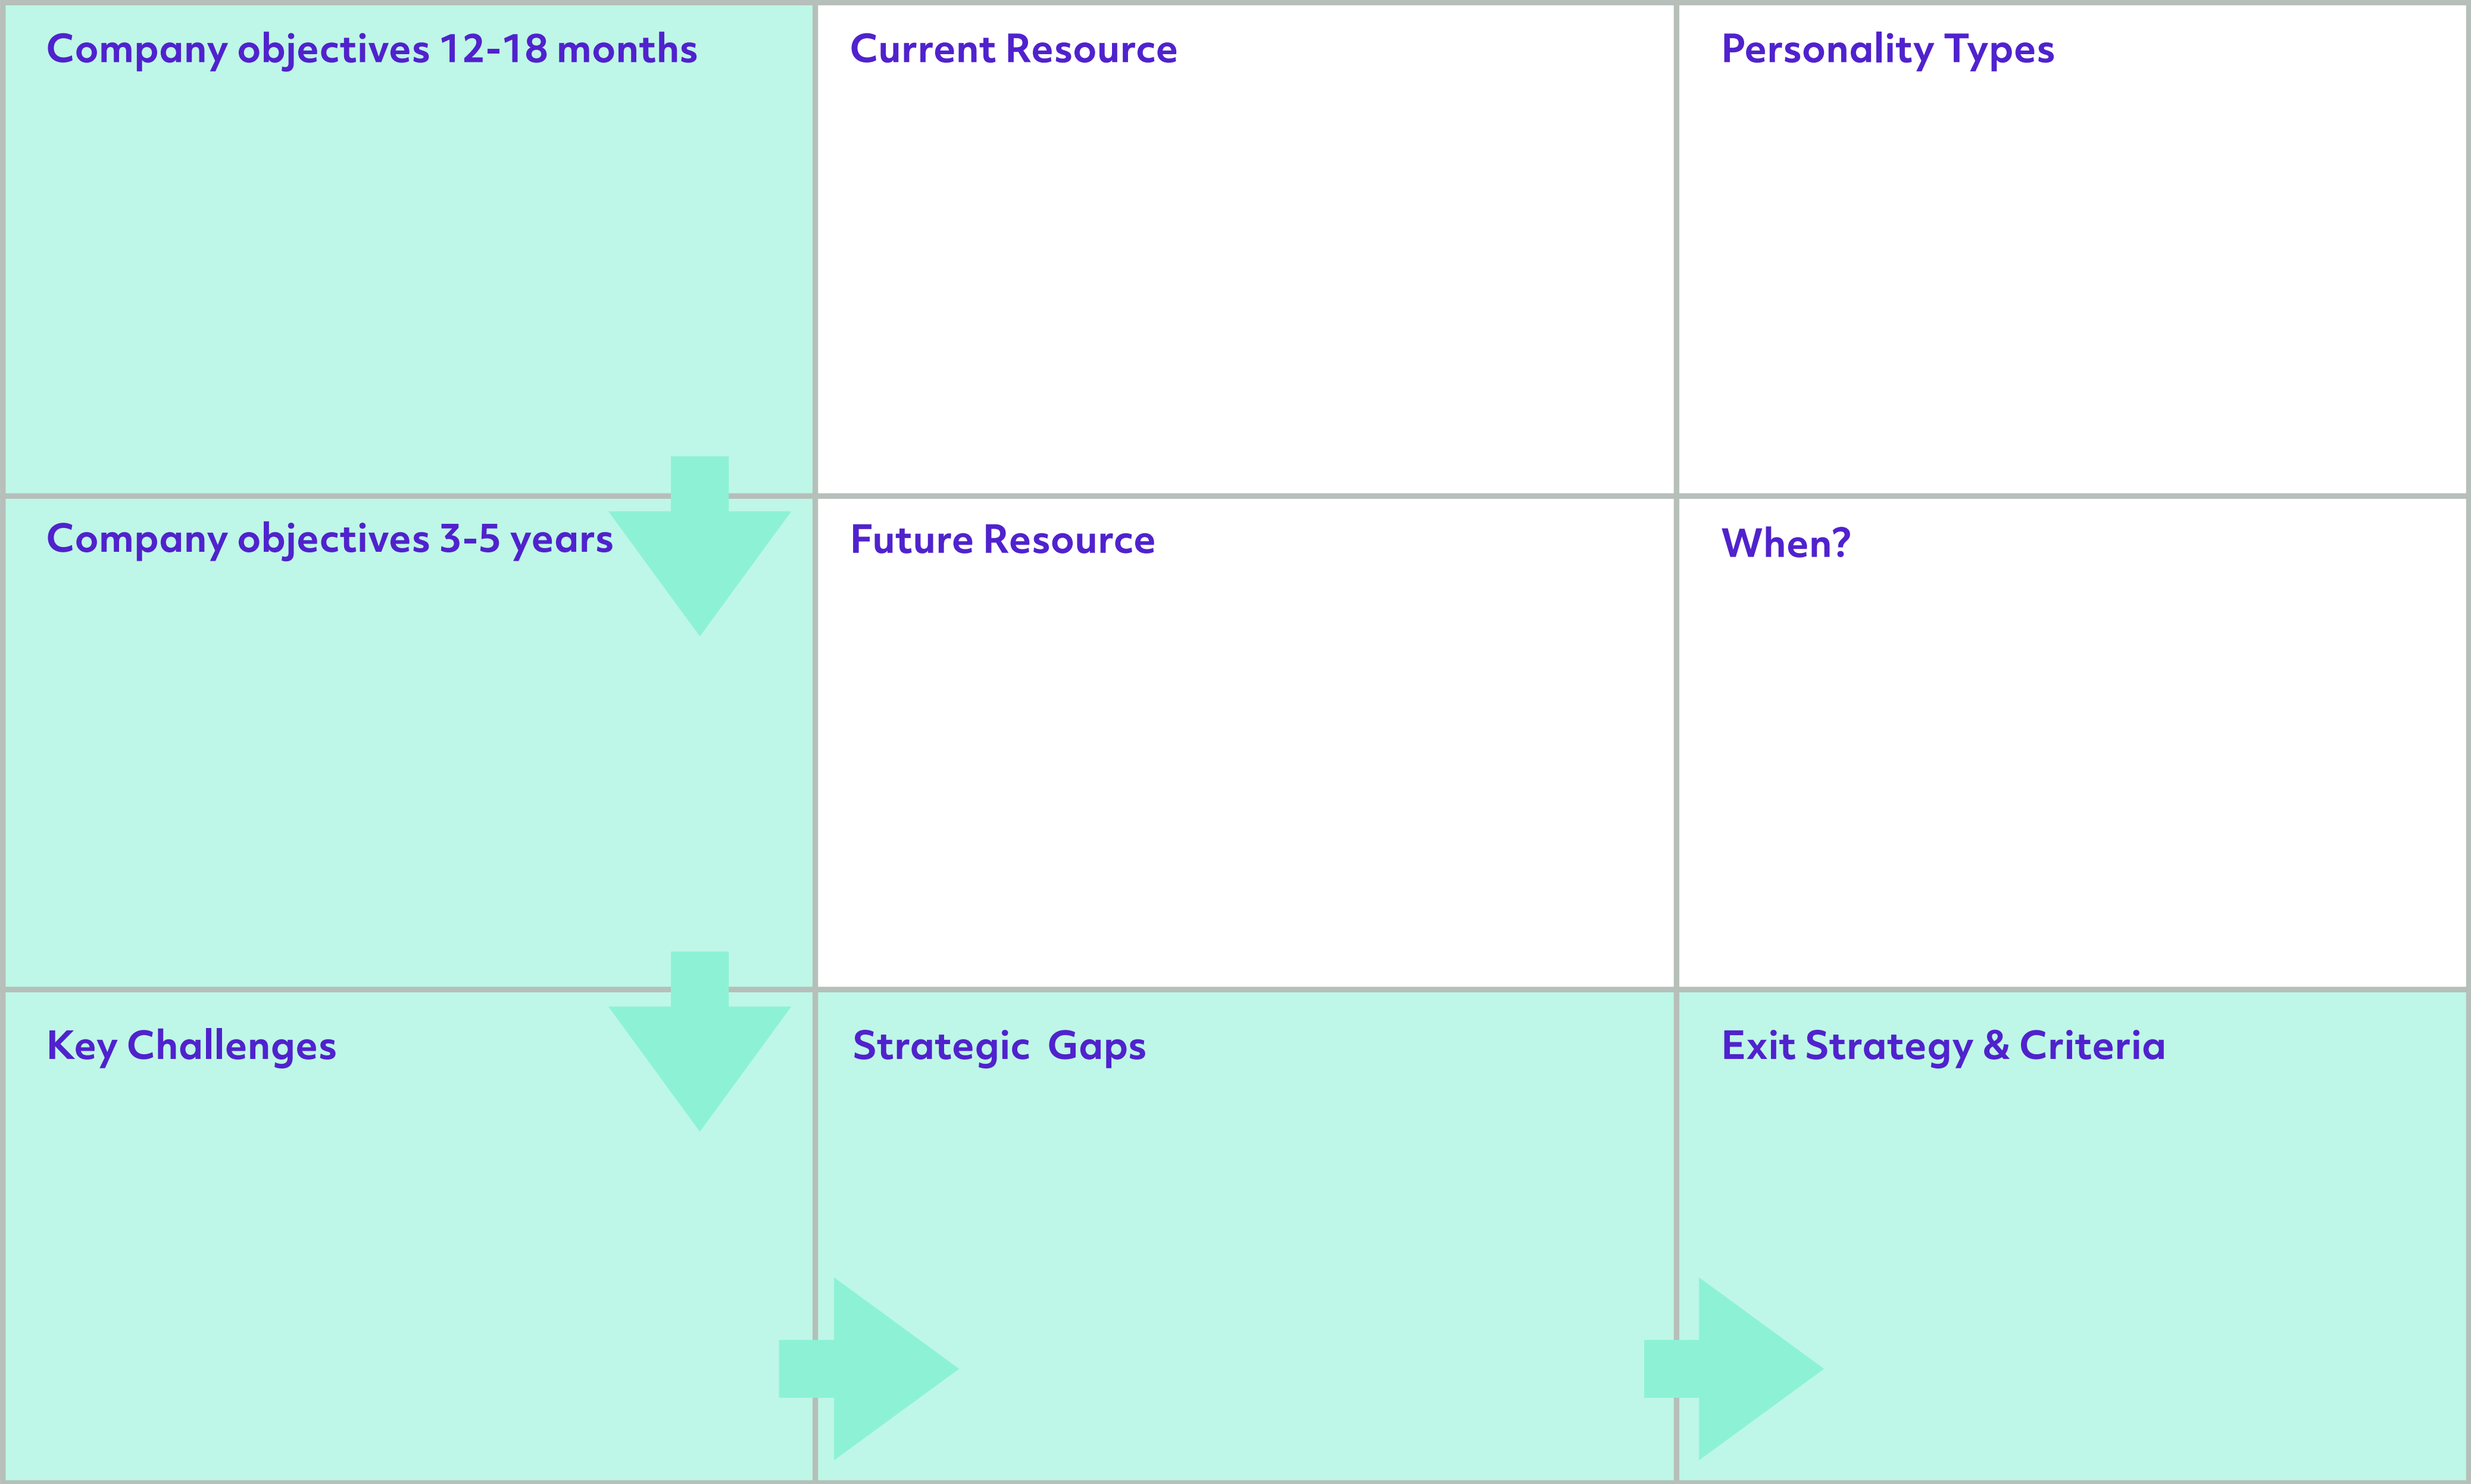 Company objectives 12-18 months
Current Resource
Personality Types
Company objectives 3-5 years
Future Resource
When?
Key Challenges
Strategic Gaps
Exit Strategy & Criteria